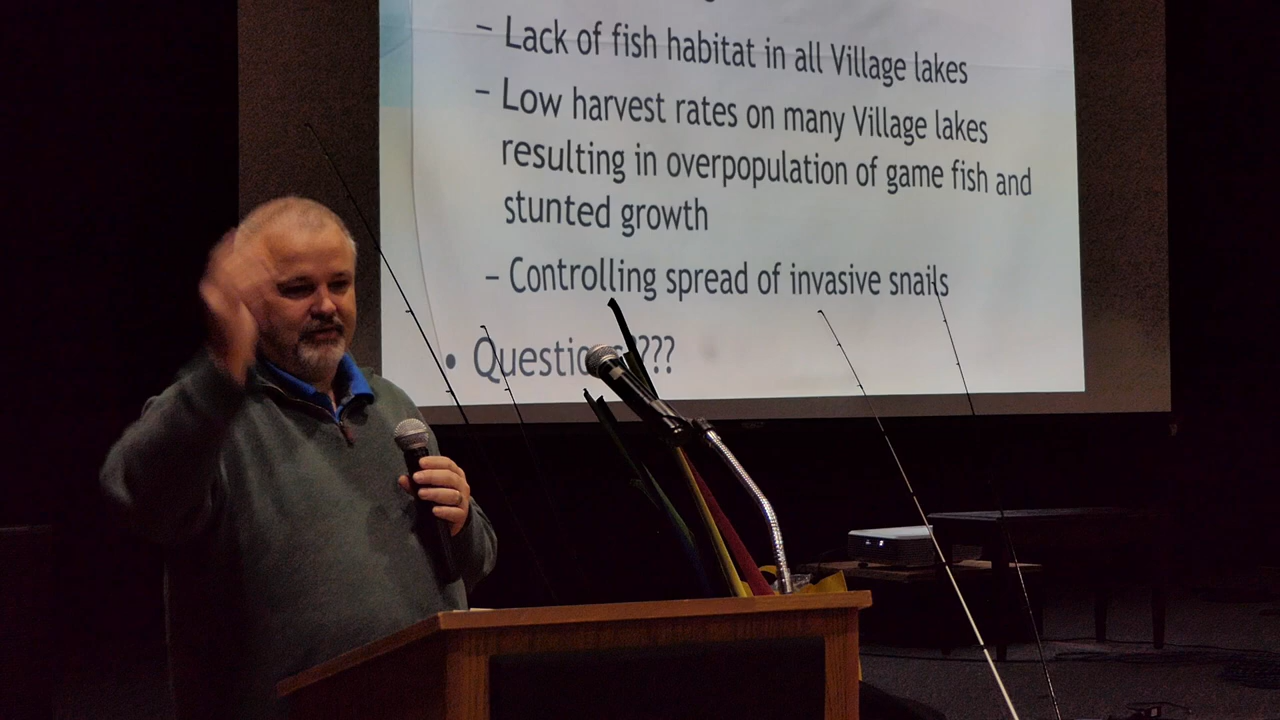 – Lack of fish habitat in all Village lakes
– Low harvest rates on many Village lakes
resulting in overpopulation of game fish and
stunted growth
– Controlling spread of invasive snails
• Questions????